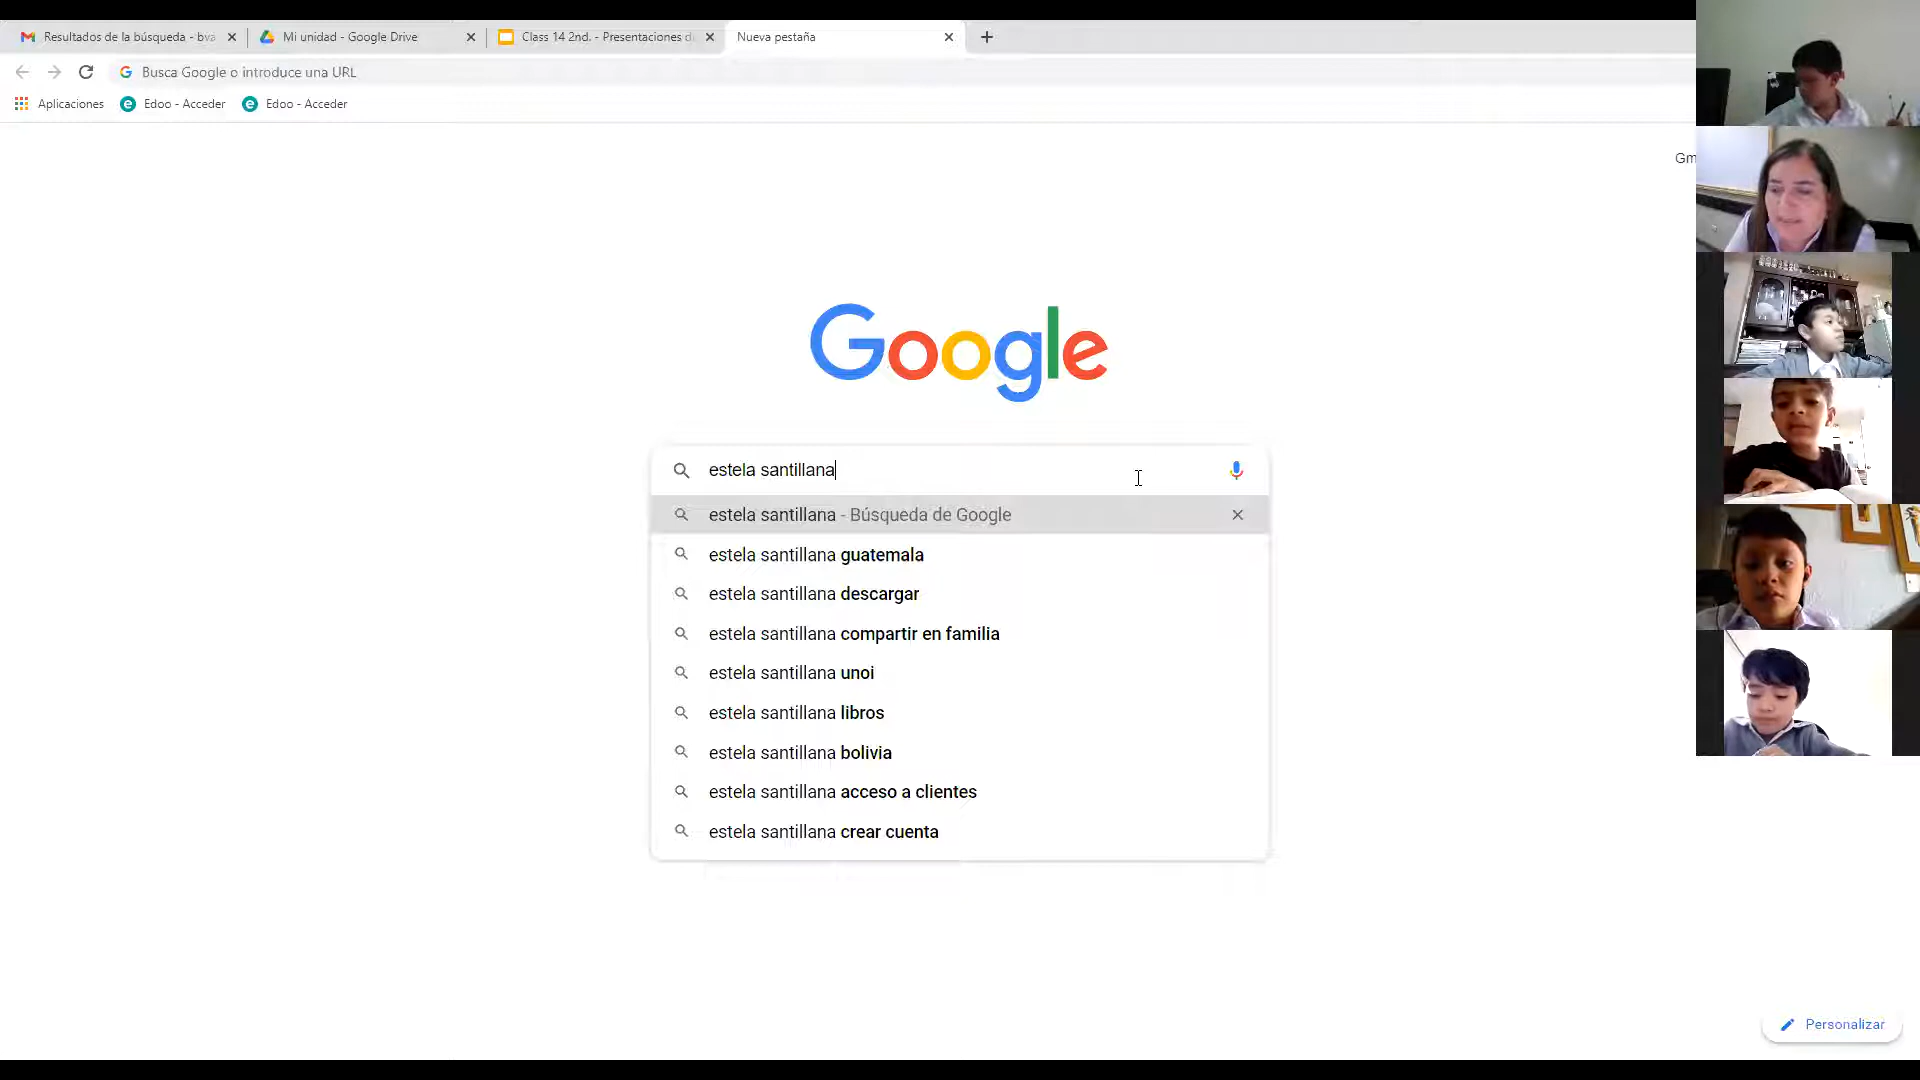 Resultados de la búsqueda - bva
Mi unidad - Google Drive
Class 14 2nd. - Presentaciones d
Nueva pestaña
Busca Google o introduce una URL
Aplicaciones
Edoo - Acceder
Edoo - Acceder
Gm
Google
estela santillana
estela santillana - Búsqueda de Google
estela santillana guatemala
estela santillana descargar
estela santillana compartir en familia
estela santillana unoi
estela santillana libros
estela santillana bolivia
estela santillana acceso a clientes
estela santillana crear cuenta
Personalizar